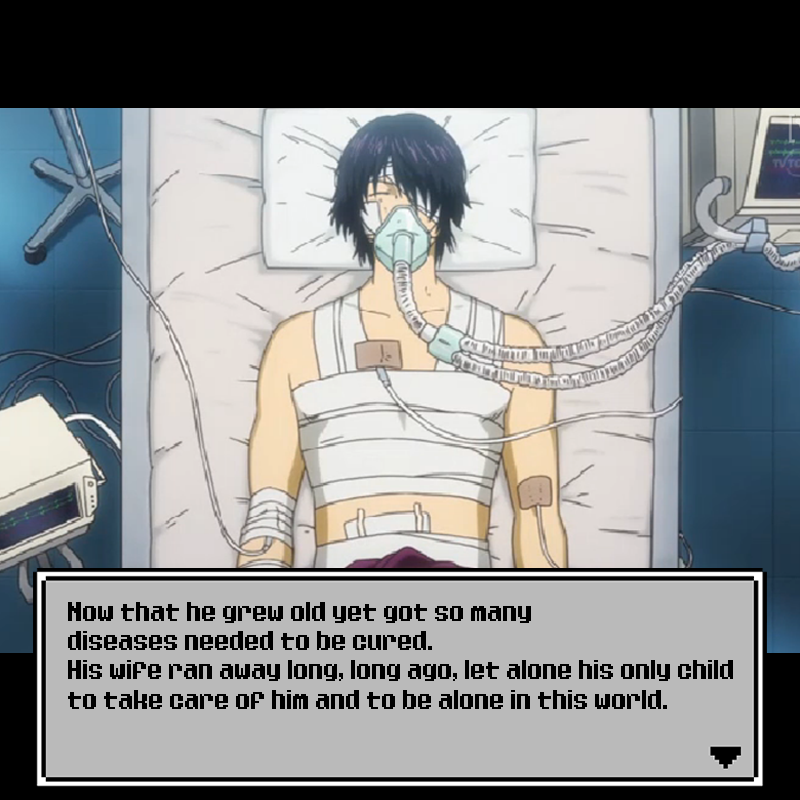 TV TO
Now that he grew old yet got so many
diseases needed to be cured.
His wife ran away long, long ago, let alone his only child
to take care of him and to be alone in this world.